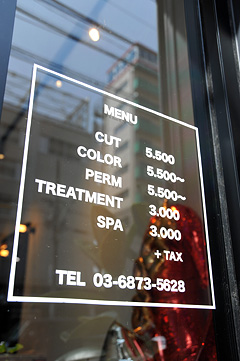 MENU
CUT 5.500
COLOR 5.500~
PERM 5.500~
TREATMENT 3.000
SPA 3,000
+ TAX
TEL 03-6873-5628